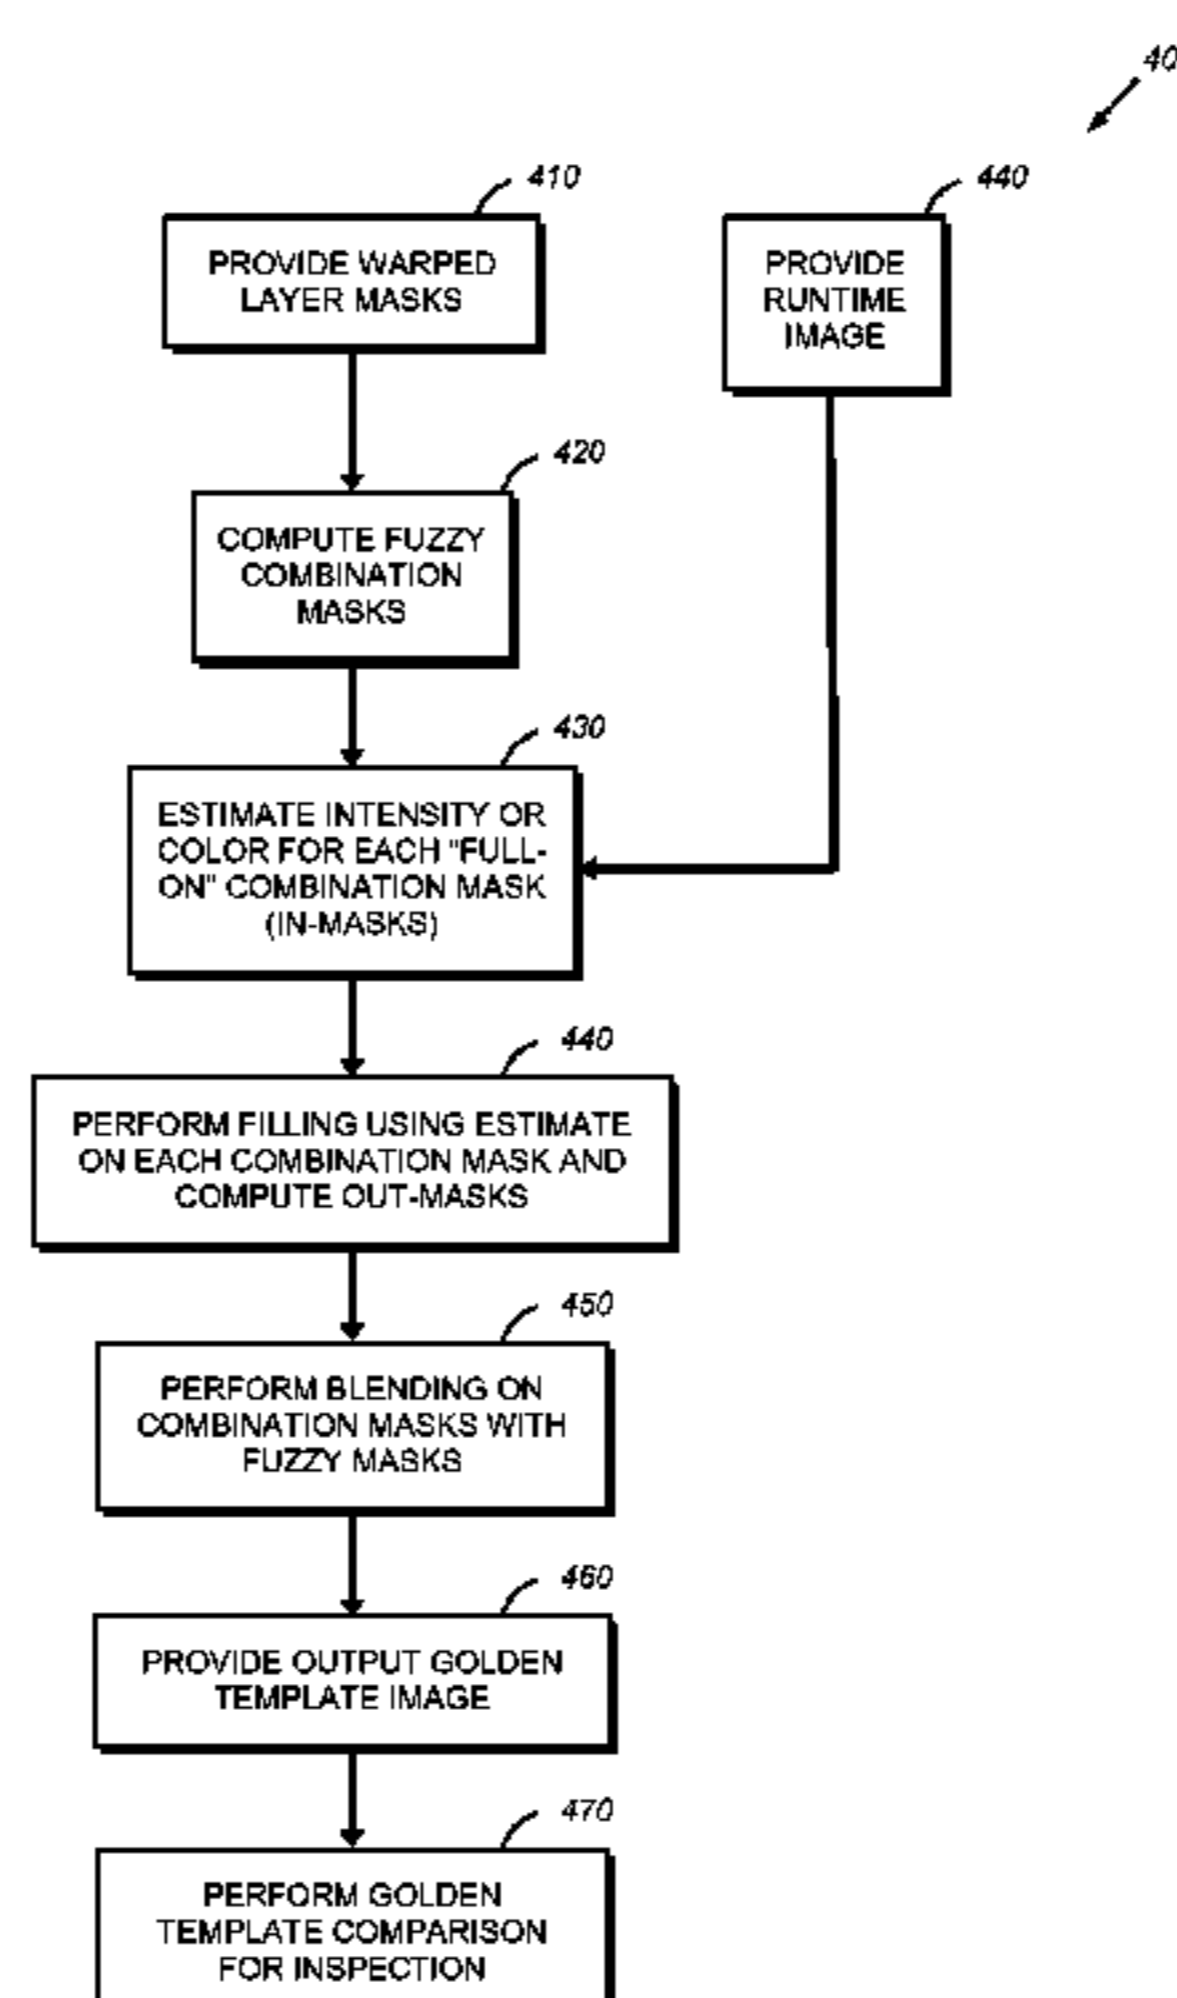 40
410
PROVIDE WARPED
LAYER MASKS
440
PROVIDE
RUNTIME
IMAGE
420
COMPUTE FUZZY
COMBINATION
MASKS
430
ESTIMATE INTENSITY OR
COLOR FOR EACH "FULL-
ON" COMBINATION MASK
(IN-MASKS)
440
PERFORM FILLING USING ESTIMATE
ON EACH COMBINATION MASK AND
COMPUTE OUT-MASKS
450
PERFORM BLENDING ON
COMBINATION MASKS WITH
FUZZY MASKS
460
PROVIDE OUTPUT GOLDEN
TEMPLATE IMAGE
470
PERFORM GOLDEN
TEMPLATE COMPARISON
FOR INSPECTION